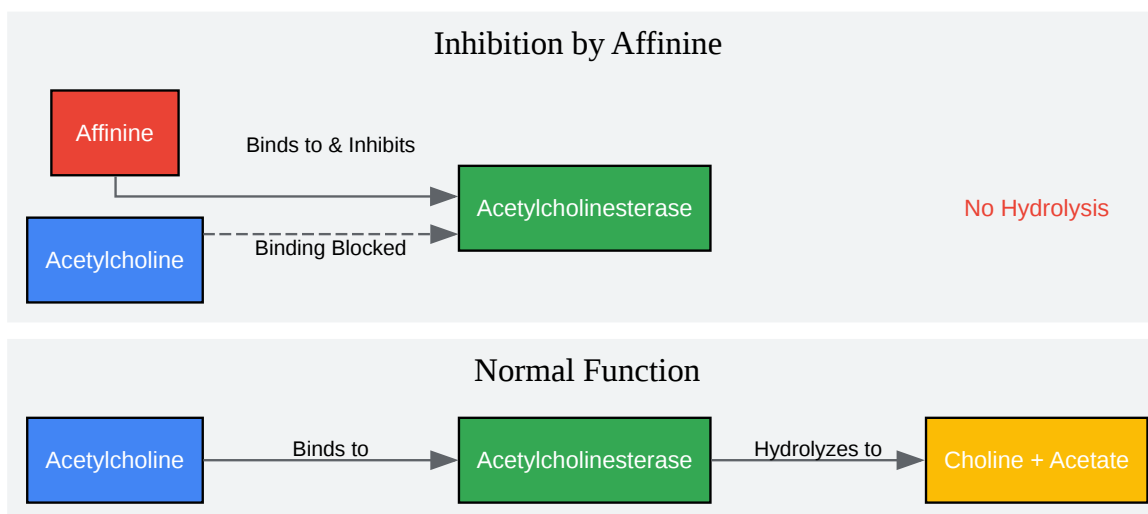 Inhibition by Affinine
Affinine
Binds to & Inhibits
Acetylcholinesterase
No Hydrolysis
Acetylcholine
Binding Blocked
Normal Function
Acetylcholine
Binds to
Acetylcholinesterase
Hydrolyzes to
Choline + Acetate